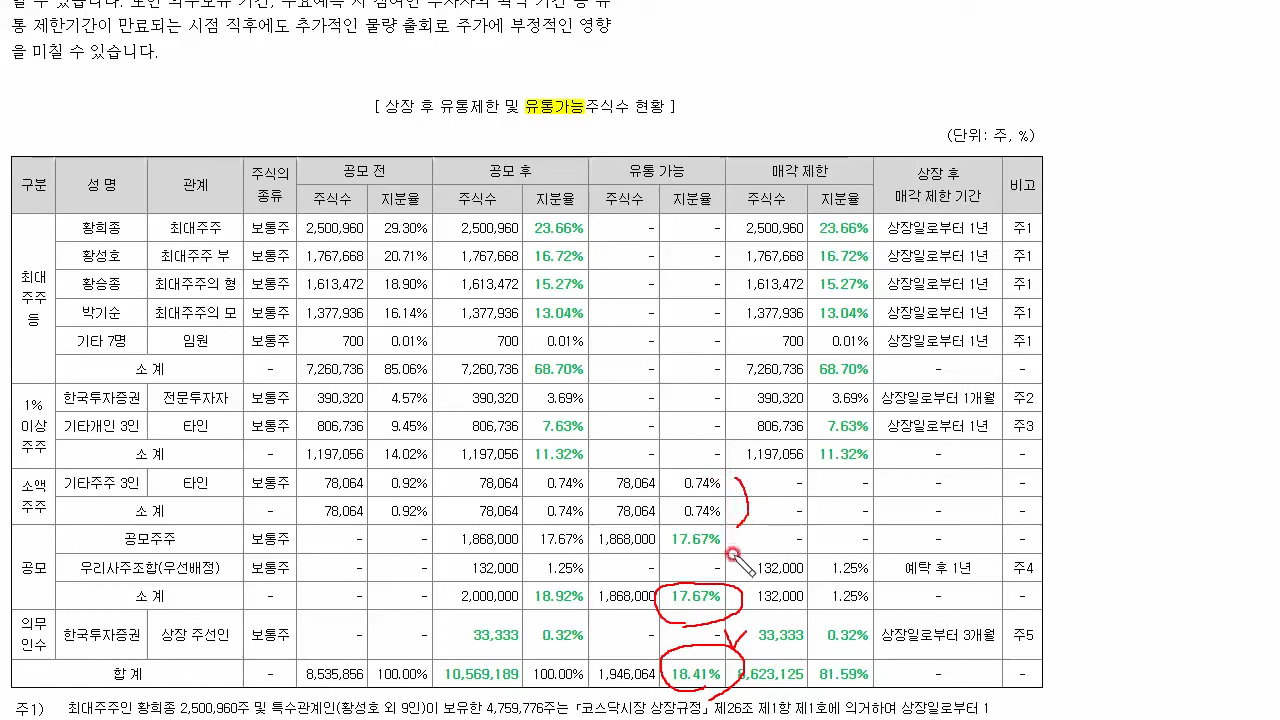 통 제한기간이 만료되는 시점 직후에도 추가적인 물량 출회로 주가에 부정적인 영향
을 미칠 수 있습니다.
[ 상장 후 유통제한 및 유통가능주식수 현황 ]
(단위: 주, %)
구분 성 명 관계 주식의 종류 공모 전 공모 후 유통 가능 매각 제한 상장 후 매각 제한 기간 비고
주식수 지분율 주식수 지분율 주식수 지분율 주식수 지분율
최대 주주 등 황희종 최대주주 보통주 2,500,960 29.30% 2,500,960 23.66% - - 2,500,960 23.66% 상장일로부터 1년 주1
황성호 최대주주 부 보통주 1,767,668 20.71% 1,767,668 16.72% - - 1,767,668 16.72% 상장일로부터 1년 주1
황승종 최대주주의 형 보통주 1,613,472 18.90% 1,613,472 15.27% - - 1,613,472 15.27% 상장일로부터 1년 주1
박기순 최대주주의 모 보통주 1,377,936 16.14% 1,377,936 13.04% - - 1,377,936 13.04% 상장일로부터 1년 주1
기타 7명 임원 보통주 700 0.01% 700 0.01% - - 700 0.01% 상장일로부터 1년 주1
소 계 - 7,260,736 85.06% 7,260,736 68.70% - - 7,260,736 68.70% - -
1% 이상 주주 한국투자증권 전문투자자 보통주 390,320 4.57% 390,320 3.69% - - 390,320 3.69% 상장일로부터 1개월 주2
기타개인 3인 타인 보통주 806,736 9.45% 806,736 7.63% - - 806,736 7.63% 상장일로부터 1년 주3
소 계 - 1,197,056 14.02% 1,197,056 11.32% - - 1,197,056 11.32% - -
소액 주주 기타주주 3인 타인 보통주 78,064 0.92% 78,064 0.74% 78,064 0.74% - - - -
소 계 - 78,064 0.92% 78,064 0.74% 78,064 0.74% - - - -
공모 공모주주 보통주 - - 1,868,000 17.67% 1,868,000 17.67% - - - -
우리사주조합(우선배정) 보통주 - - 132,000 1.25% - - 132,000 1.25% 예탁 후 1년 주4
소 계 - - - 2,000,000 18.92% 1,868,000 17.67% 132,000 1.25% - -
의무 인수 한국투자증권 상장 주선인 보통주 - - 33,333 0.32% - - 33,333 0.32% 상장일로부터 3개월 주5
합 계 - 8,535,856 100.00% 10,569,189 100.00% 1,946,064 18.41% 8,623,125 81.59% - -
주1) 최대주주인 황희종 2,500,960주 및 특수관계인(황성호 외 9인)이 보유한 4,759,776주는 「코스닥시장 상장규정」 제26조 제1항 제1호에 의거하며 상장일로부터 1